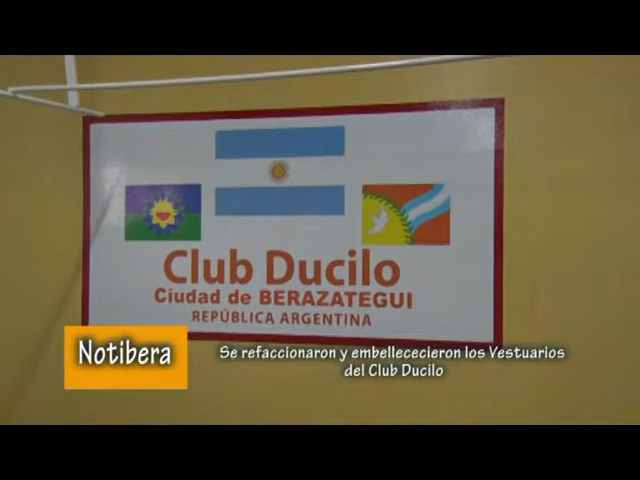 Club Ducilo
Ciudad de BERAZATEGUI
REPÚBLICA ARGENTINA
Notibera
Se refaccionaron y embellececieron los Vestuarios
del Club Ducilo